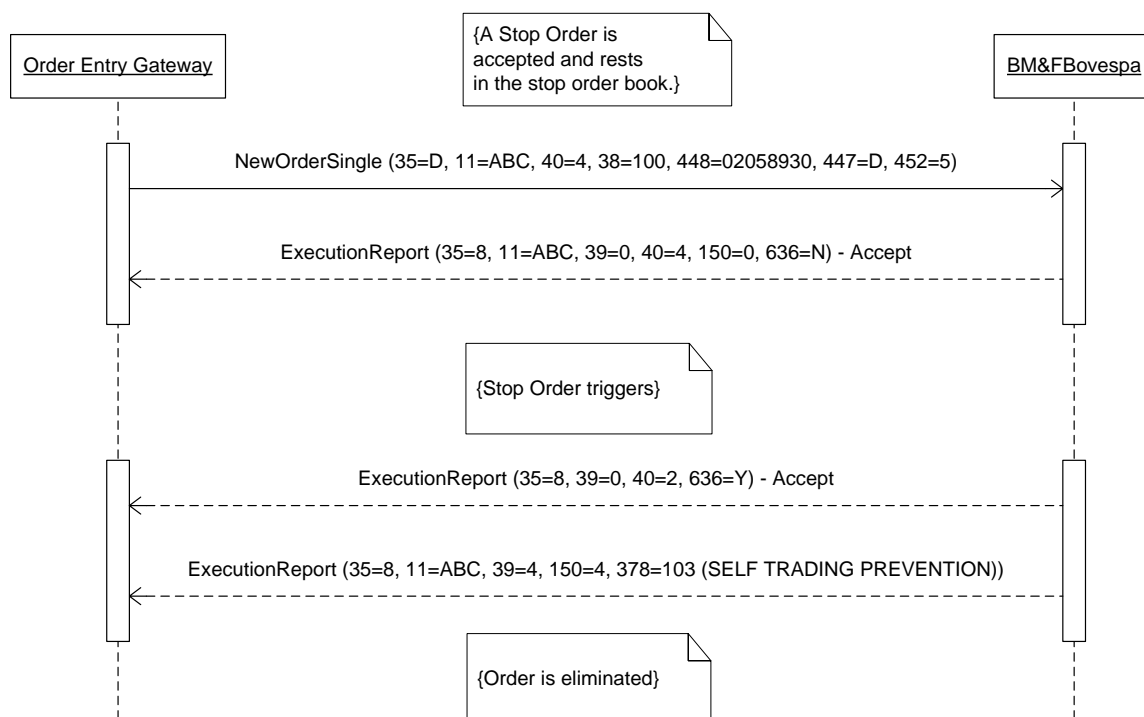 {A Stop Order is
accepted and rests
in the stop order book.}
Order Entry Gateway
BM&FBovespa
NewOrderSingle (35=D, 11=ABC, 40=4, 38=100, 448=02058930, 447=D, 452=5)
ExecutionReport (35=8, 11=ABC, 39=0, 40=4, 150=0, 636=N) - Accept
{Stop Order triggers}
ExecutionReport (35=8, 39=0, 40=2, 636=Y) - Accept
ExecutionReport (35=8, 11=ABC, 39=4, 150=4, 378=103 (SELF TRADING PREVENTION))
{Order is eliminated}